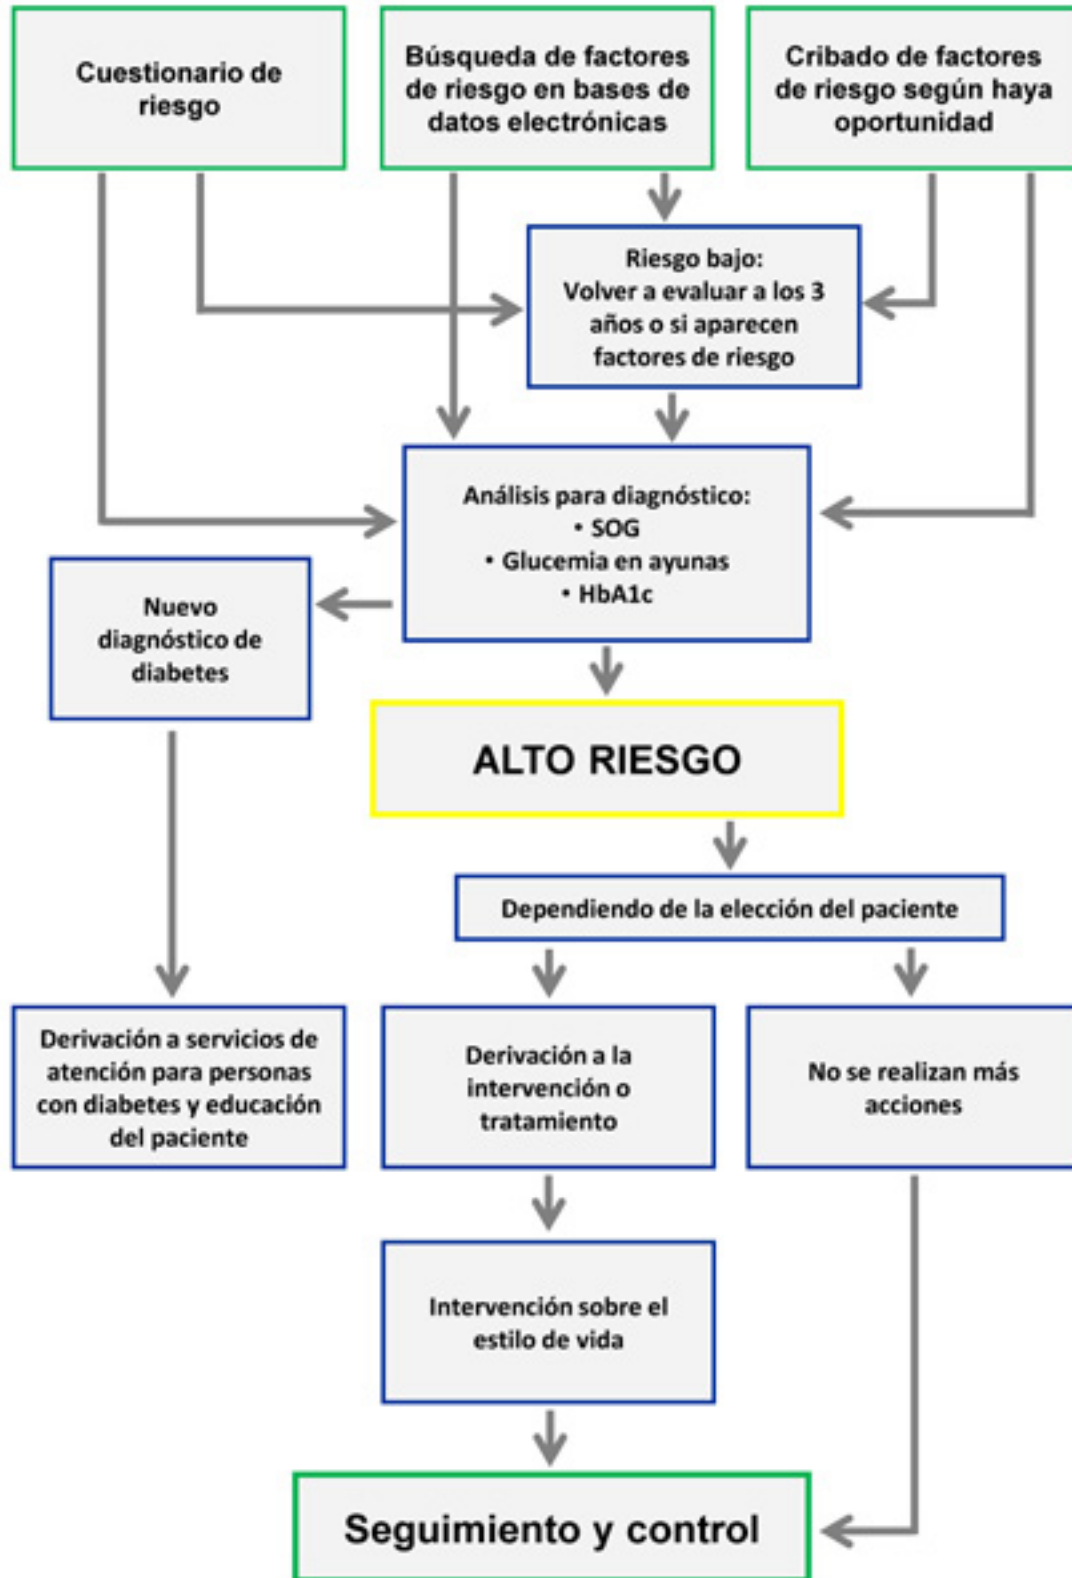 Cuestionario de
riesgo
Búsqueda de factores
de riesgo en bases de
datos electrónicas
Cribado de factores
de riesgo según haya
oportunidad
Riesgo bajo:
Volver a evaluar a los 3
años o si aparecen
factores de riesgo
Análisis para diagnóstico:
• SOG
• Glucemia en ayunas
• HbA1c
Nuevo
diagnóstico de
diabetes
ALTO RIESGO
Dependiendo de la elección del paciente
Derivación a servicios de
atención para personas
con diabetes y educación
del paciente
Derivación a la
intervención o
tratamiento
No se realizan más
acciones
Intervención sobre el
estilo de vida
Seguimiento y control